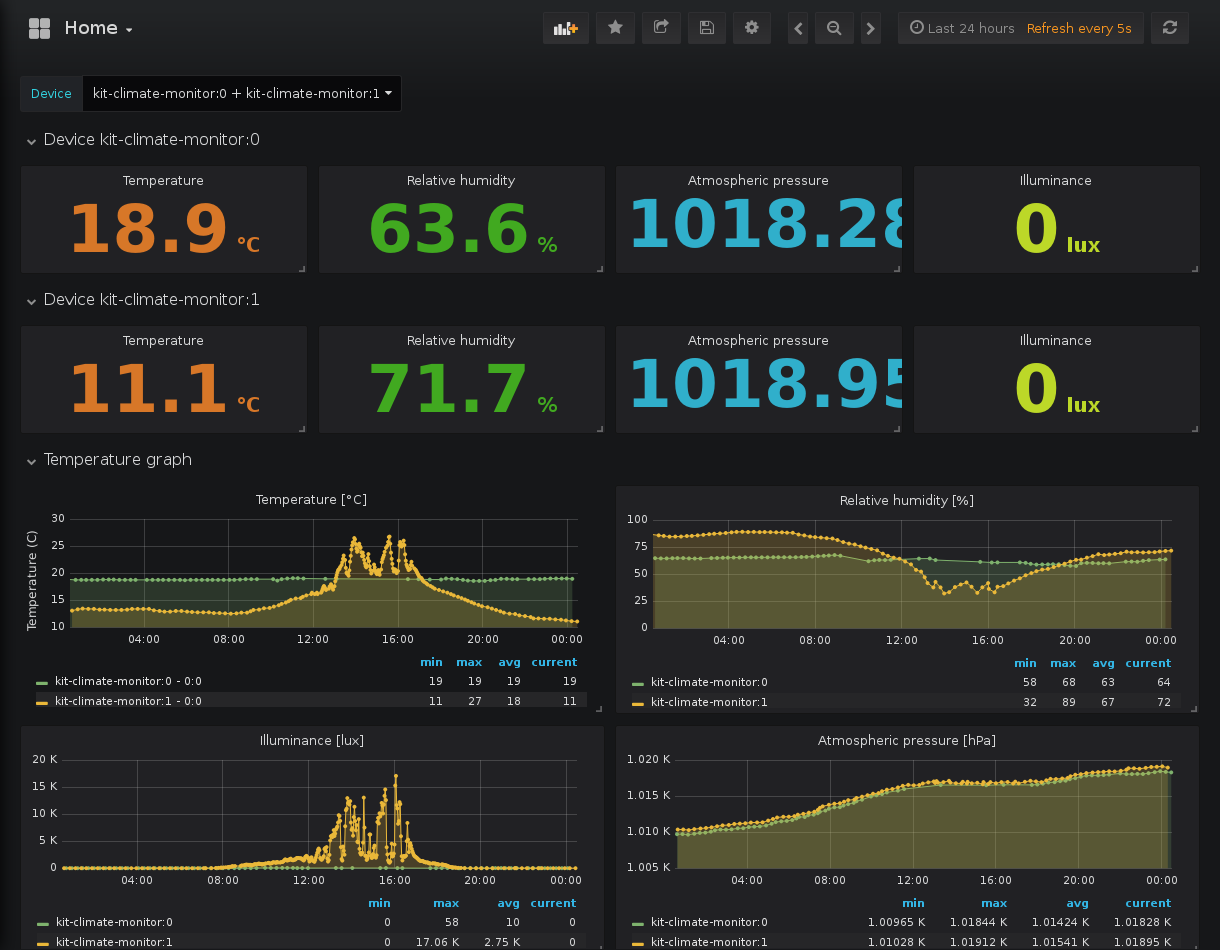 Home
Last 24 hours Refresh every 5s
Device kit-climate-monitor:0 + kit-climate-monitor:1
Device kit-climate-monitor:0
Temperature Relative humidity Atmospheric pressure Illuminance
18.9 °C 63.6 % 1018.28 0 lux
Device kit-climate-monitor:1
Temperature Relative humidity Atmospheric pressure Illuminance
11.1 °C 71.7 % 1018.95 0 lux
Temperature graph
Temperature [°C]
Temperature (C)
30
25
20
15
10
04:00 08:00 12:00 16:00 20:00 00:00
min max avg current
kit-climate-monitor:0 - 0:0 19 19 19 19
kit-climate-monitor:1 - 0:0 11 27 18 11
Relative humidity [%]
100
75
50
25
0
04:00 08:00 12:00 16:00 20:00 00:00
min max avg current
kit-climate-monitor:0 58 68 63 64
kit-climate-monitor:1 32 89 67 72
Illuminance [lux]
20 K
15 K
10 K
5 K
0
04:00 08:00 12:00 16:00 20:00 00:00
min max avg current
kit-climate-monitor:0 0 58 10 0
kit-climate-monitor:1 0 17.06 K 2.75 K 0
Atmospheric pressure [hPa]
1.020 K
1.015 K
1.010 K
1.005 K
04:00 08:00 12:00 16:00 20:00 00:00
min max avg current
kit-climate-monitor:0 1.00965 K 1.01844 K 1.01424 K 1.01828 K
kit-climate-monitor:1 1.01028 K 1.01912 K 1.01541 K 1.01895 K